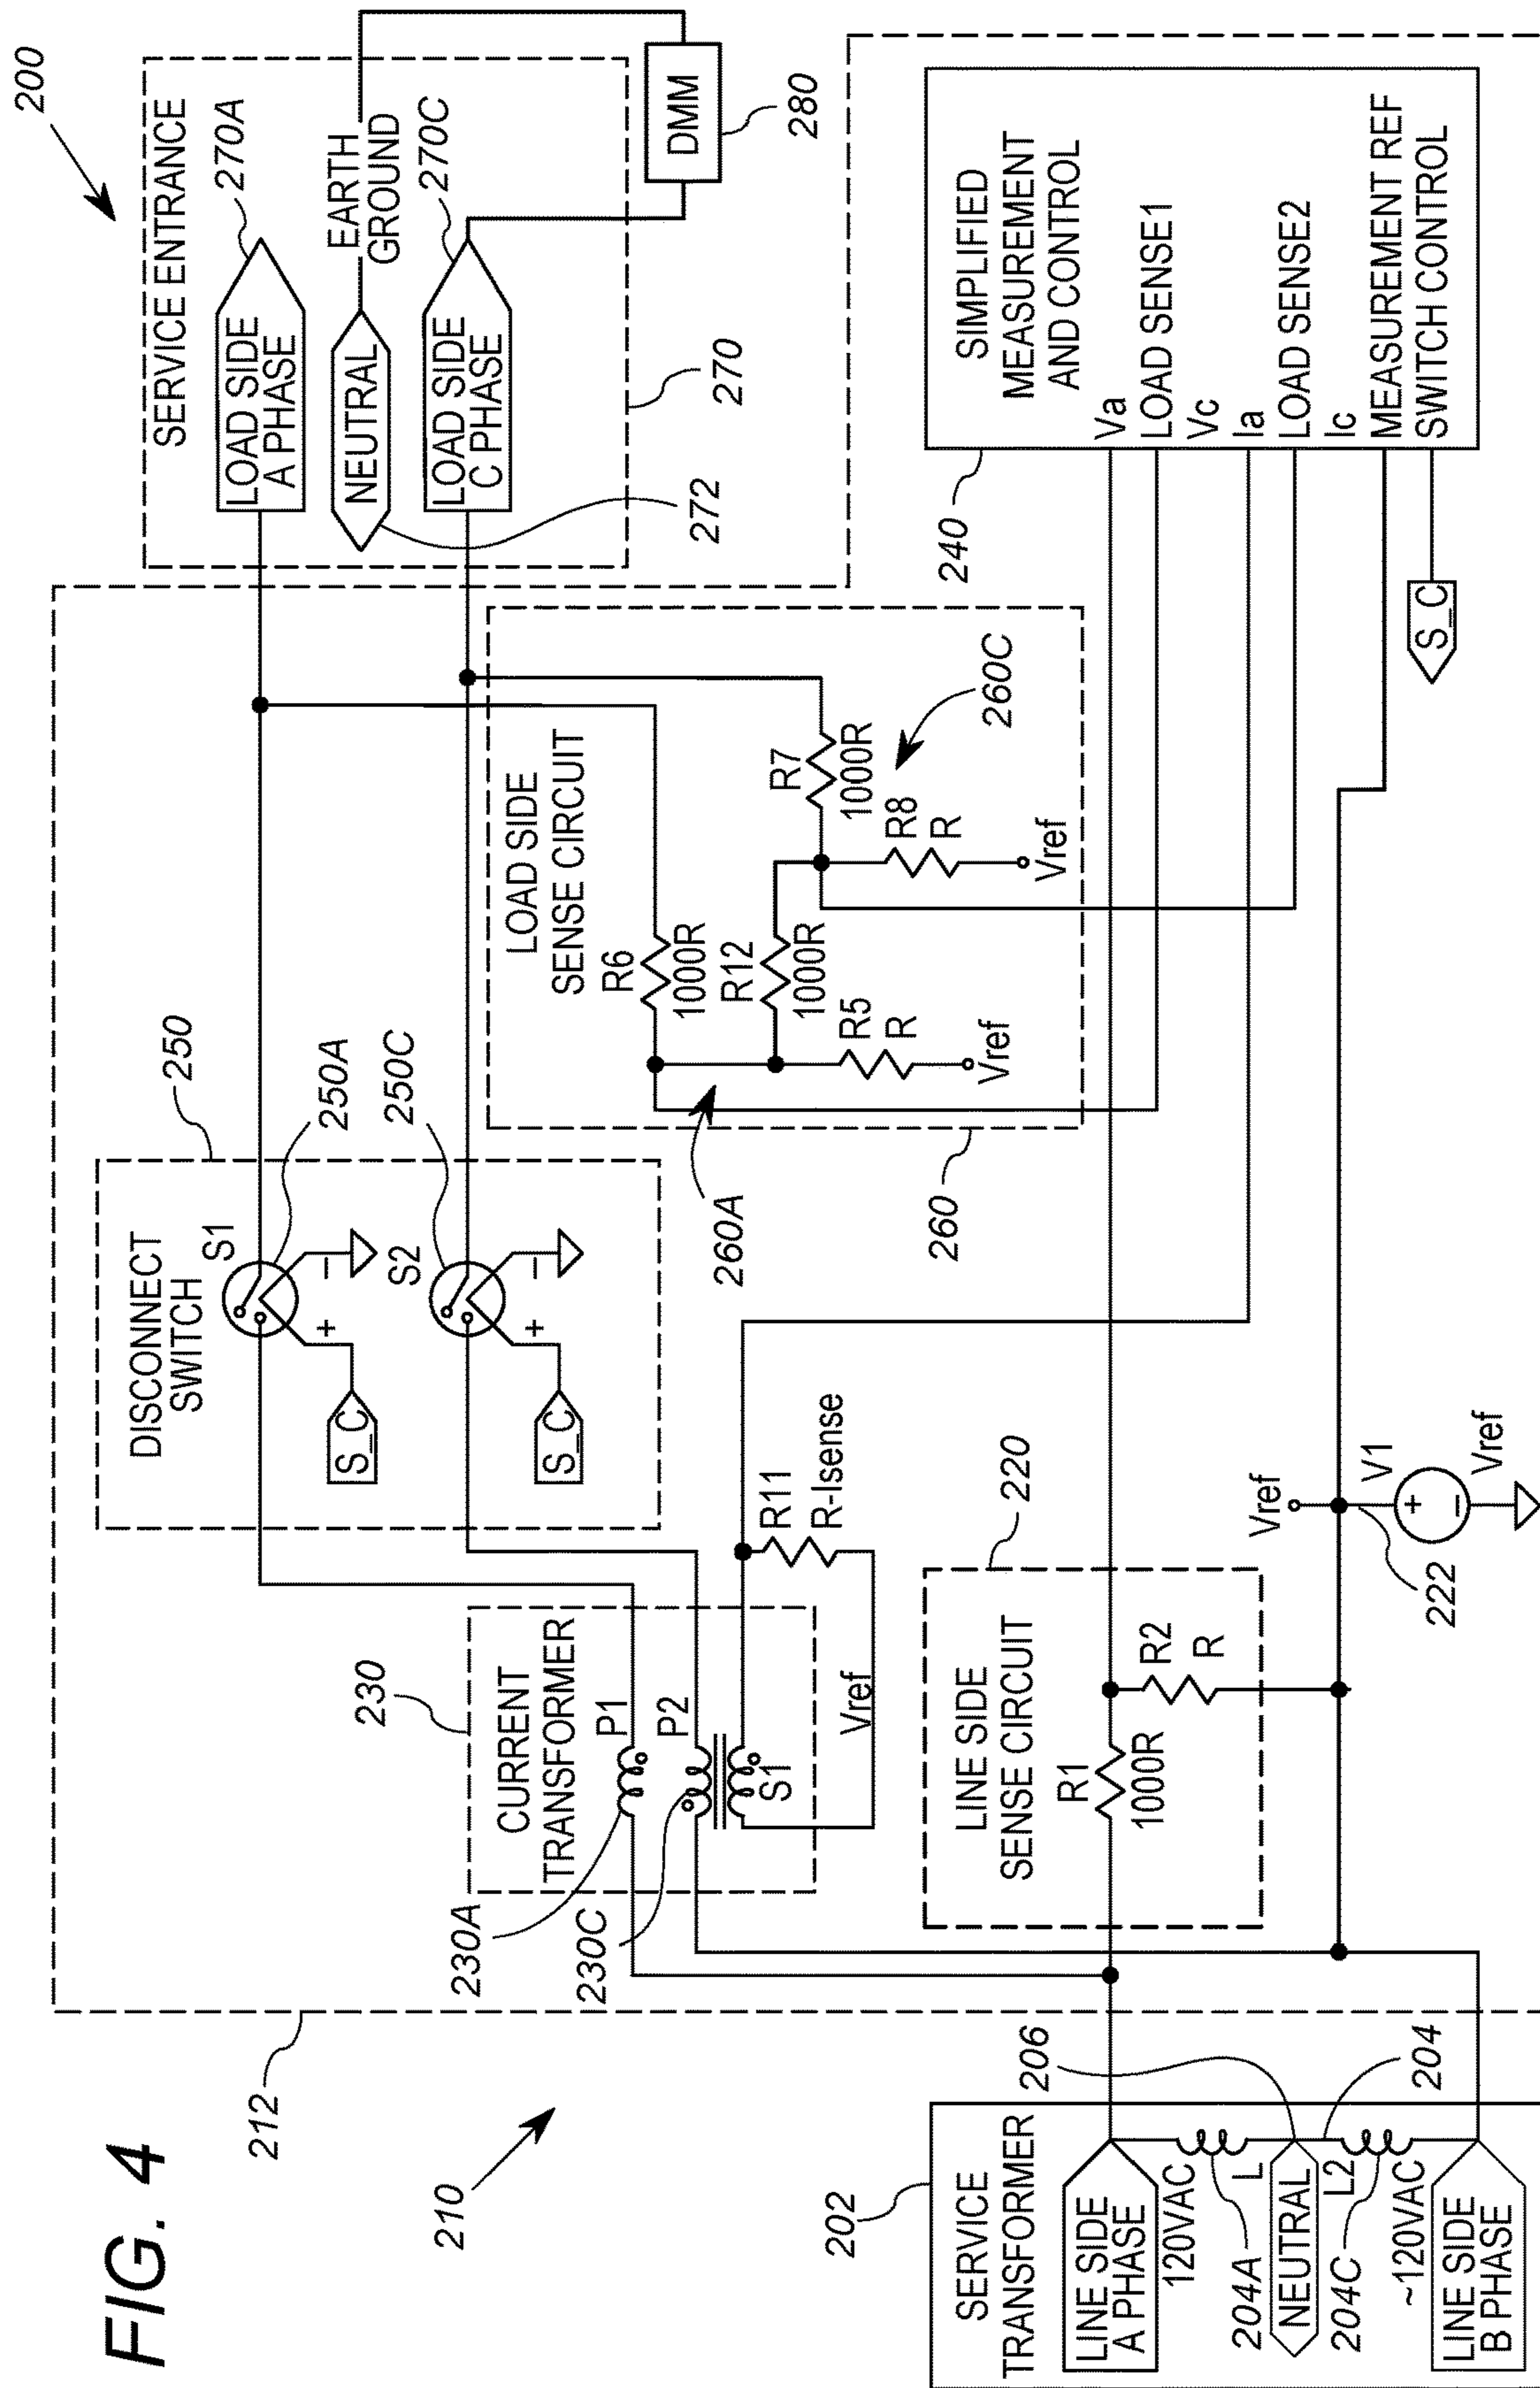 FIG. 4
200
210
212
SERVICE ENTRANCE
LOAD SIDE
A PHASE
270A
NEUTRAL
EARTH
GROUND
LOAD SIDE
C PHASE
270C
272
270
DMM
280
DISCONNECT
SWITCH
250
S1
250A
+
−
S_C
S2
250C
+
−
S_C
LOAD SIDE
SENSE CIRCUIT
R6
1000R
R12
1000R
R5
R
Vref
R7
1000R
R8
R
Vref
260A
260C
260
CURRENT
TRANSFORMER
230
P1
P2
S1
230A
230C
Vref
R11
R-Isense
LINE SIDE
SENSE CIRCUIT
220
R1
1000R
R2
R
Vref
V1
+
−
Vref
222
SIMPLIFIED
MEASUREMENT
AND CONTROL
Va
LOAD SENSE1
Vc
Ia
LOAD SENSE2
Ic
MEASUREMENT REF
SWITCH CONTROL
240
S_C
SERVICE
TRANSFORMER
202
LINE SIDE
A PHASE
120VAC
L
204A
NEUTRAL
206
L2
204
204C
~120VAC
LINE SIDE
B PHASE